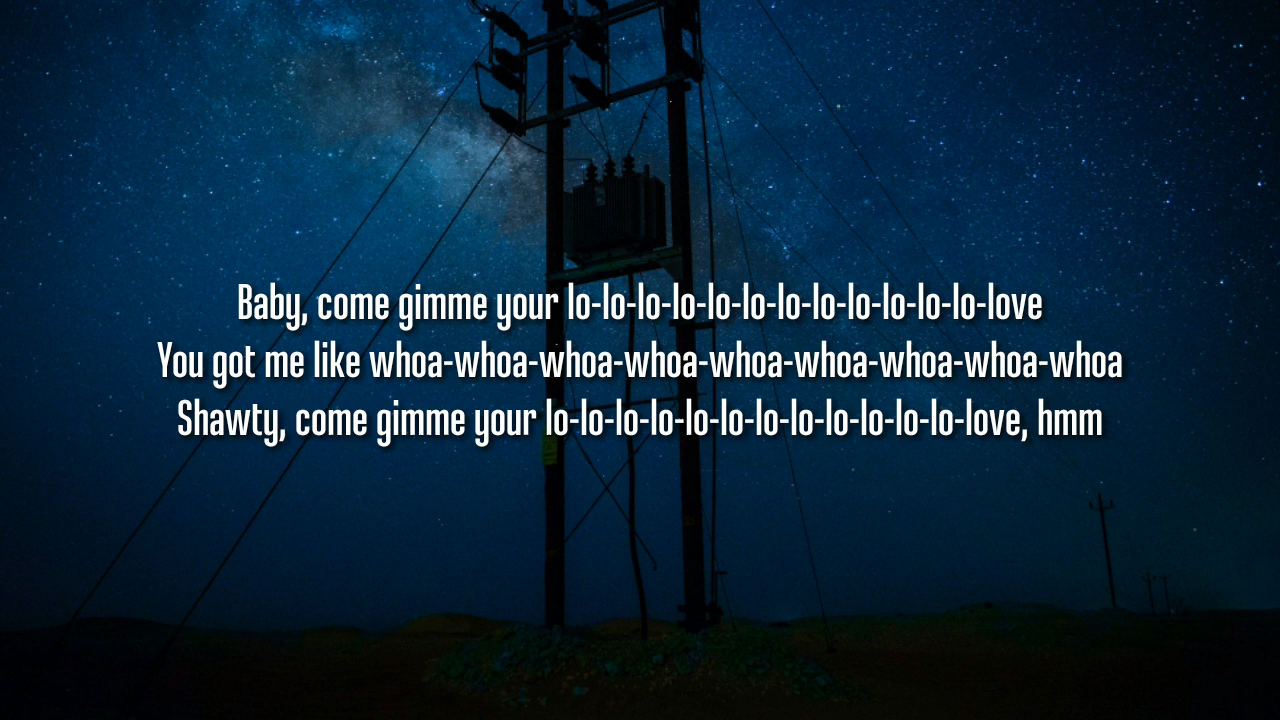 Baby, come gimme your lo-lo-lo-lo-lo-lo-lo-lo-lo-lo-lo-lo-love
You got me like whoa-whoa-whoa-whoa-whoa-whoa-whoa-whoa-whoa
Shawty, come gimme your lo-lo-lo-lo-lo-lo-lo-lo-lo-lo-lo-lo-love, hmm